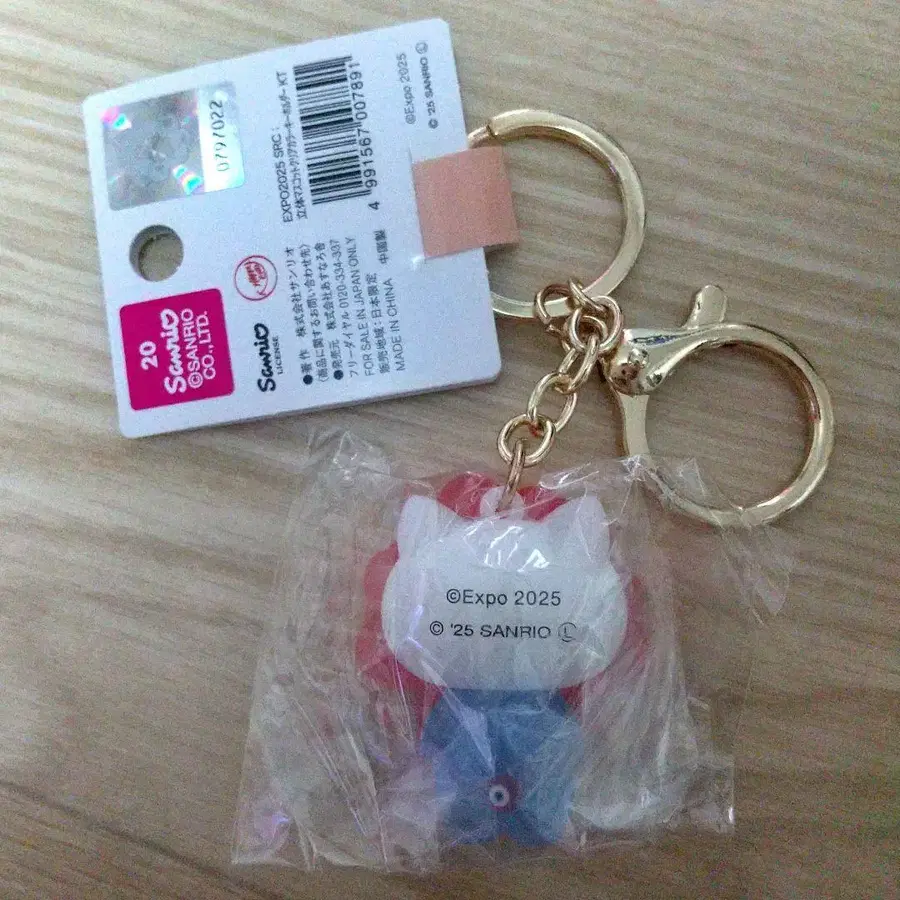 0797022
EXPO2025 SRC:
立体マスコットクリアカラーキーホルダー KT
4 991567 007891
©Expo 2025
© '25 SANRIO Ⓛ
20
Sanrio
©SANRIO
CO., LTD.
Sanrio
LICENSE
●著作 株式会社サンリオ
(商品に関するお問い合わせ先)
●発売元 株式会社あすなろ舎
フリーダイヤル 0120-334-337
FOR SALE IN JAPAN ONLY
販売地域:日本限定
MADE IN CHINA 中国製
©Expo 2025
© '25 SANRIO Ⓛ